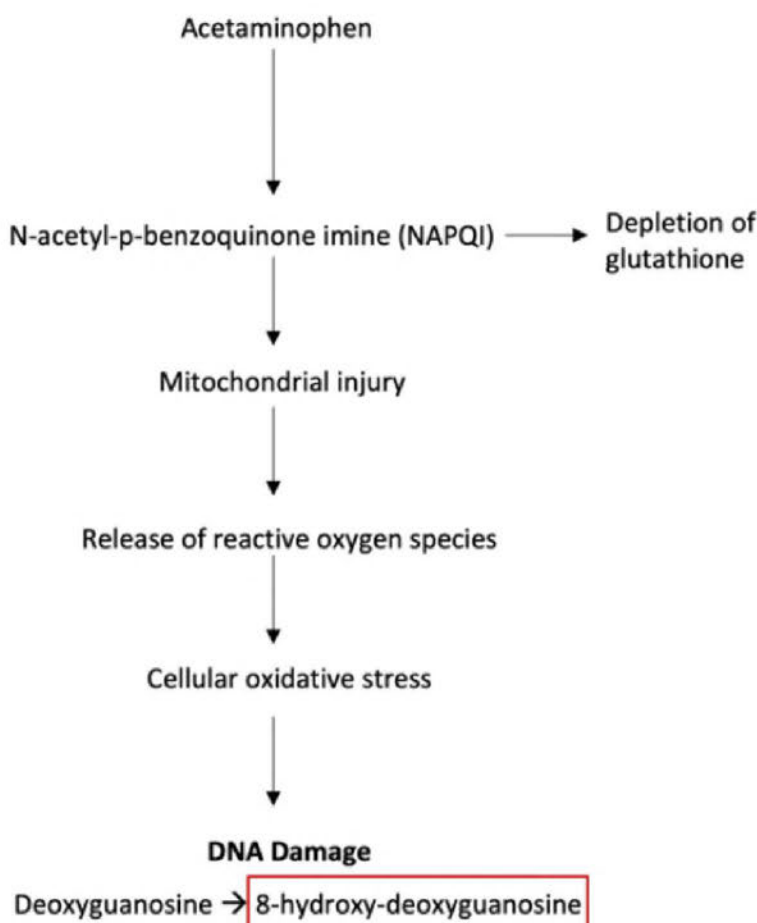 Acetaminophen
N-acetyl-p-benzoquinone imine (NAPQI)
Depletion of
glutathione
Mitochondrial injury
Release of reactive oxygen species
Cellular oxidative stress
DNA Damage
Deoxyguanosine → 8-hydroxy-deoxyguanosine